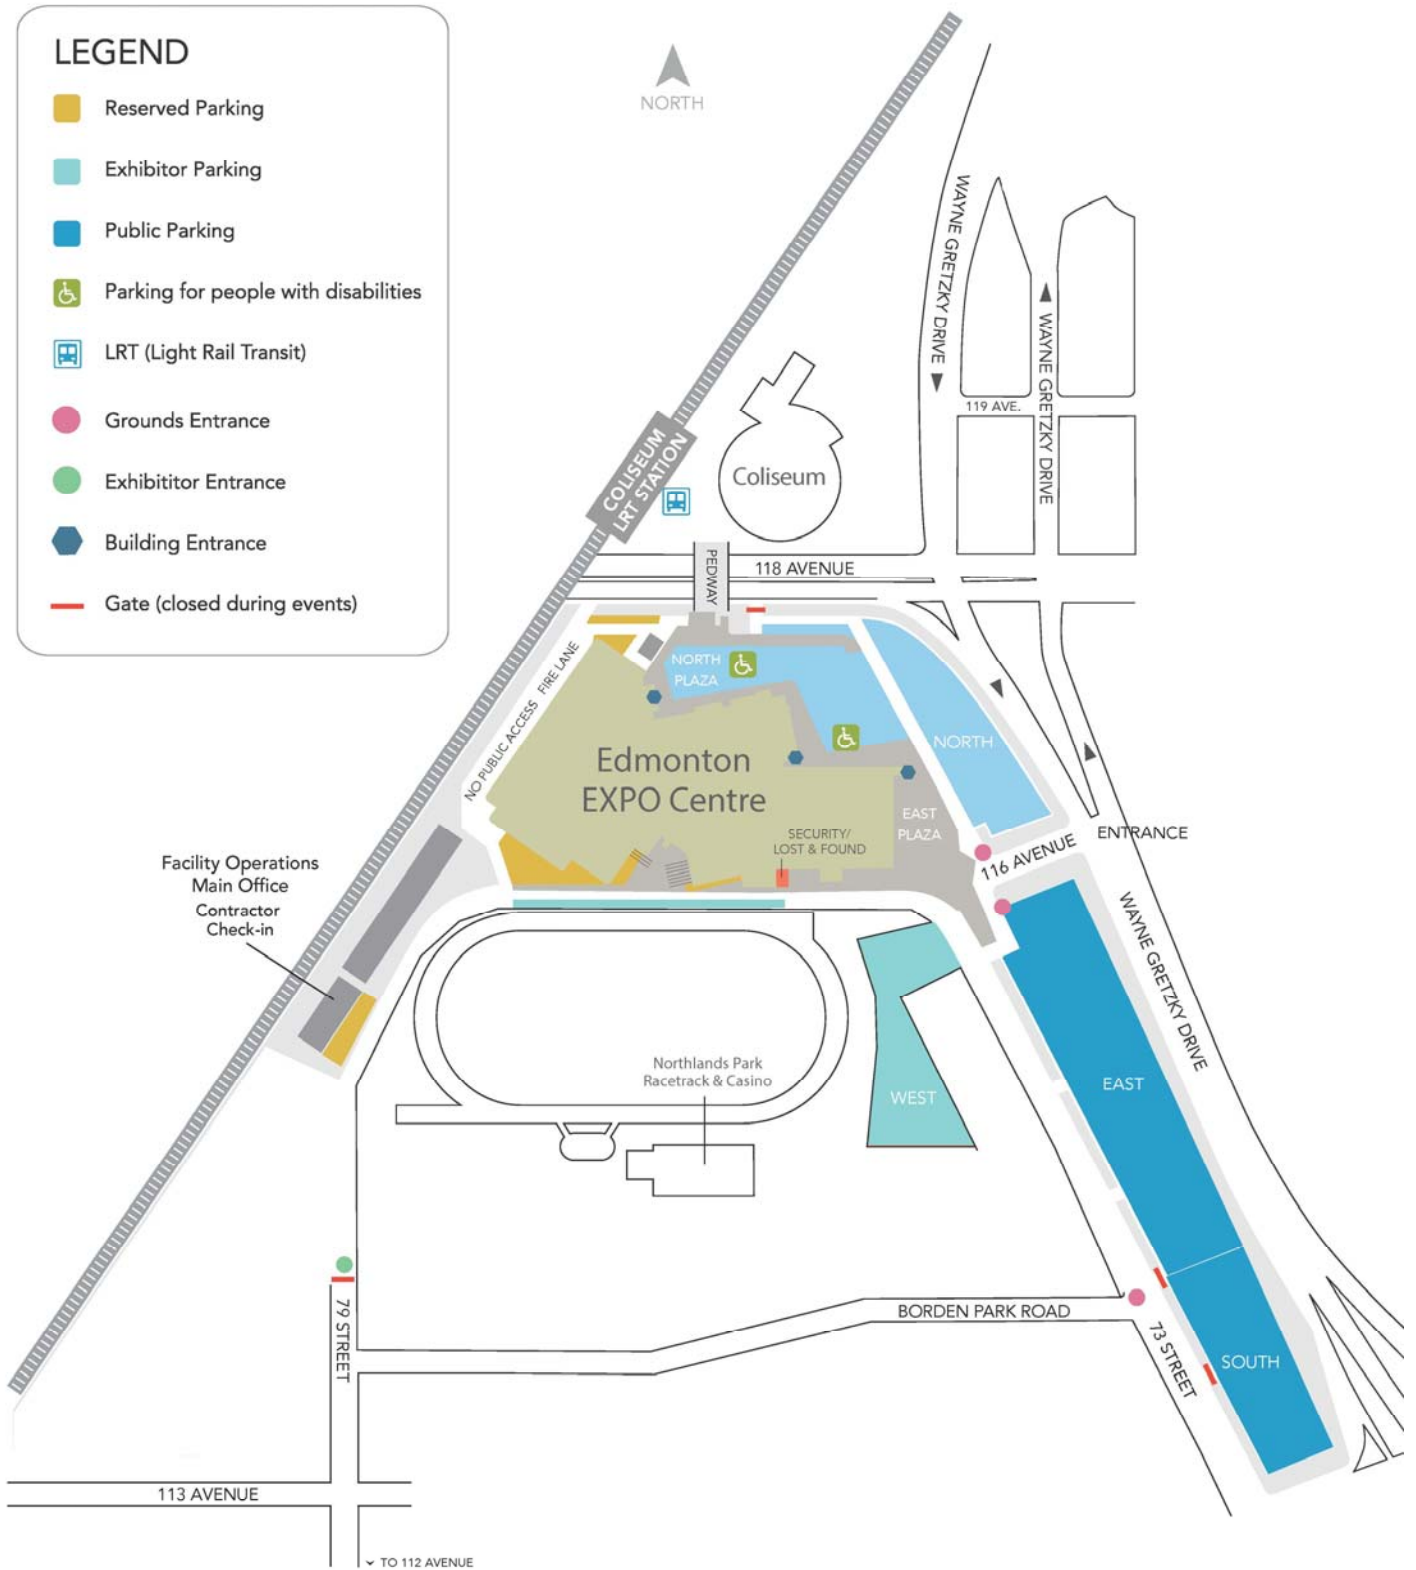 LEGEND
Reserved Parking
Exhibitor Parking
Public Parking
Parking for people with disabilities
LRT (Light Rail Transit)
Grounds Entrance
Exhibititor Entrance
Building Entrance
Gate (closed during events)
NORTH
WAYNE GRETZKY DRIVE
WAYNE GRETZKY DRIVE
119 AVE.
COLISEUM
LRT STATION
Coliseum
PEDWAY
118 AVENUE
NO PUBLIC ACCESS FIRE LANE
NORTH
PLAZA
NORTH
Edmonton
EXPO Centre
EAST
PLAZA
SECURITY/
LOST & FOUND
116 AVENUE
ENTRANCE
Facility Operations
Main Office
Contractor
Check-in
WAYNE GRETZKY DRIVE
Northlands Park
Racetrack & Casino
WEST
EAST
79 STREET
BORDEN PARK ROAD
73 STREET
SOUTH
113 AVENUE
TO 112 AVENUE